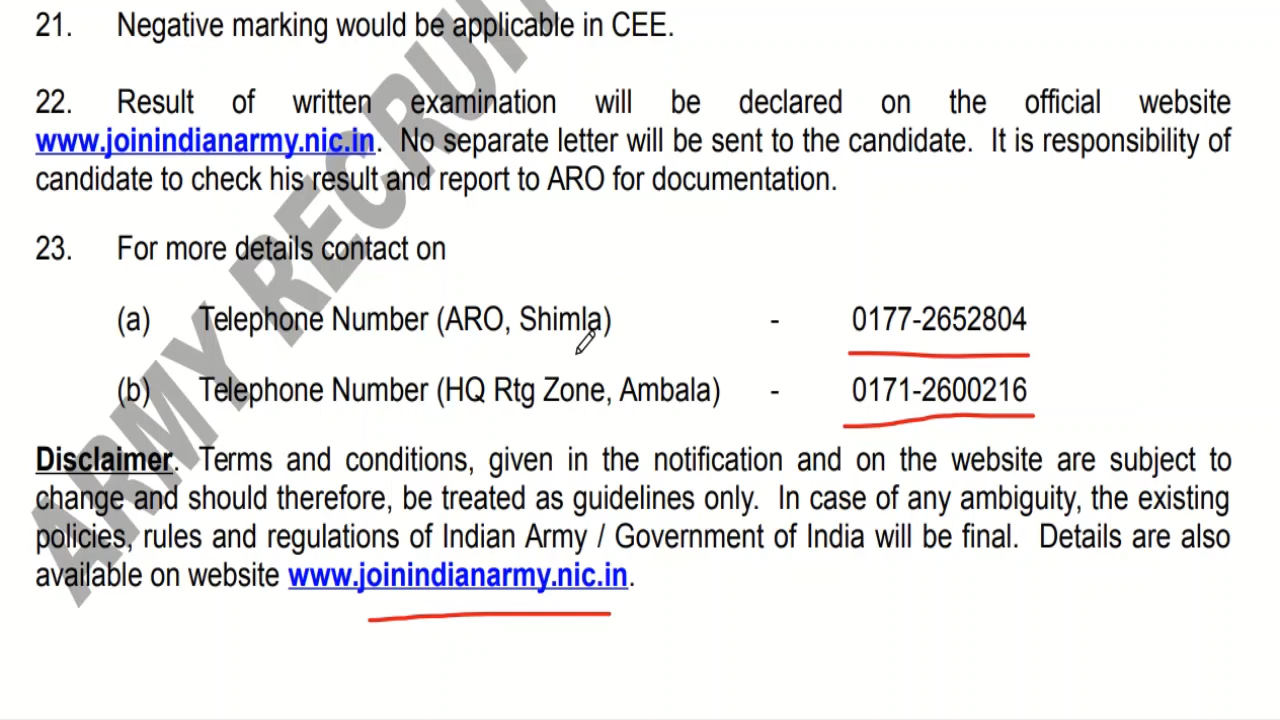 21. Negative marking would be applicable in CEE.
22. Result of written examination will be declared on the official website
www.joinindianarmy.nic.in. No separate letter will be sent to the candidate. It is responsibility of
candidate to check his result and report to ARO for documentation.
23. For more details contact on
(a) Telephone Number (ARO, Shimla) - 0177-2652804
(b) Telephone Number (HQ Rtg Zone, Ambala) - 0171-2600216
Disclaimer. Terms and conditions, given in the notification and on the website are subject to
change and should therefore, be treated as guidelines only. In case of any ambiguity, the existing
policies, rules and regulations of Indian Army / Government of India will be final. Details are also
available on website www.joinindianarmy.nic.in.
ARMY